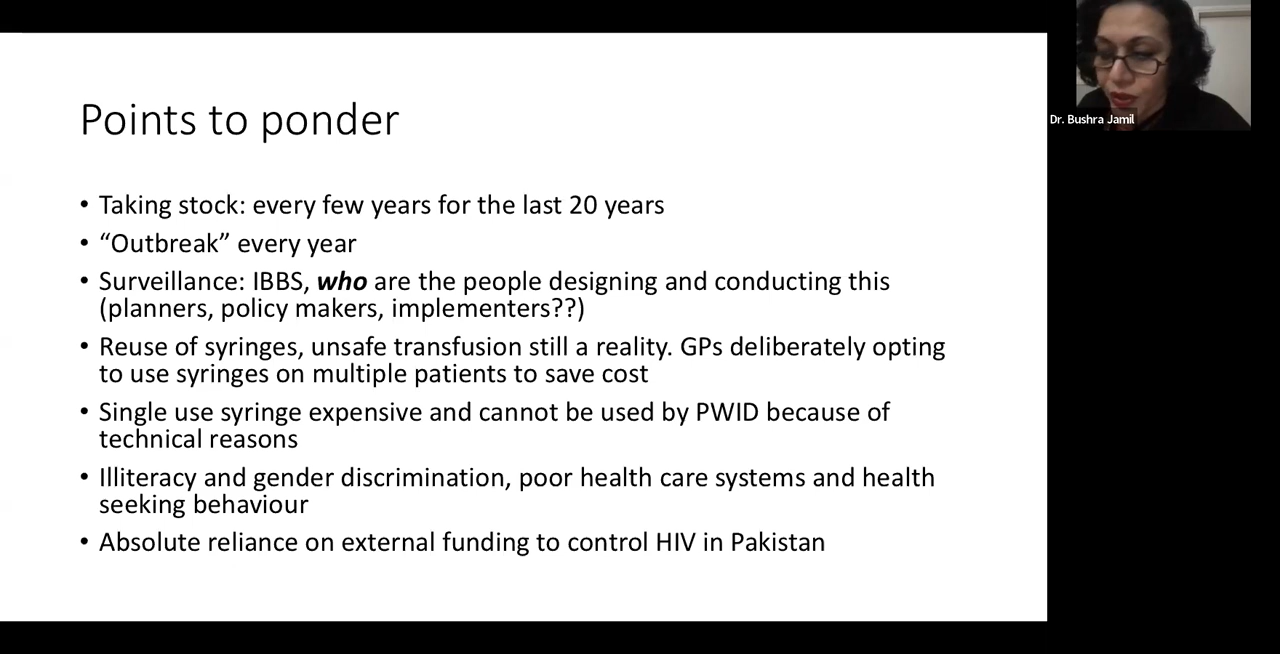 Points to ponder
• Taking stock: every few years for the last 20 years
• “Outbreak” every year
• Surveillance: IBBS, who are the people designing and conducting this
(planners, policy makers, implementers??)
• Reuse of syringes, unsafe transfusion still a reality. GPs deliberately opting
to use syringes on multiple patients to save cost
• Single use syringe expensive and cannot be used by PWID because of
technical reasons
• Illiteracy and gender discrimination, poor health care systems and health
seeking behaviour
• Absolute reliance on external funding to control HIV in Pakistan
Dr. Bushra Jamil